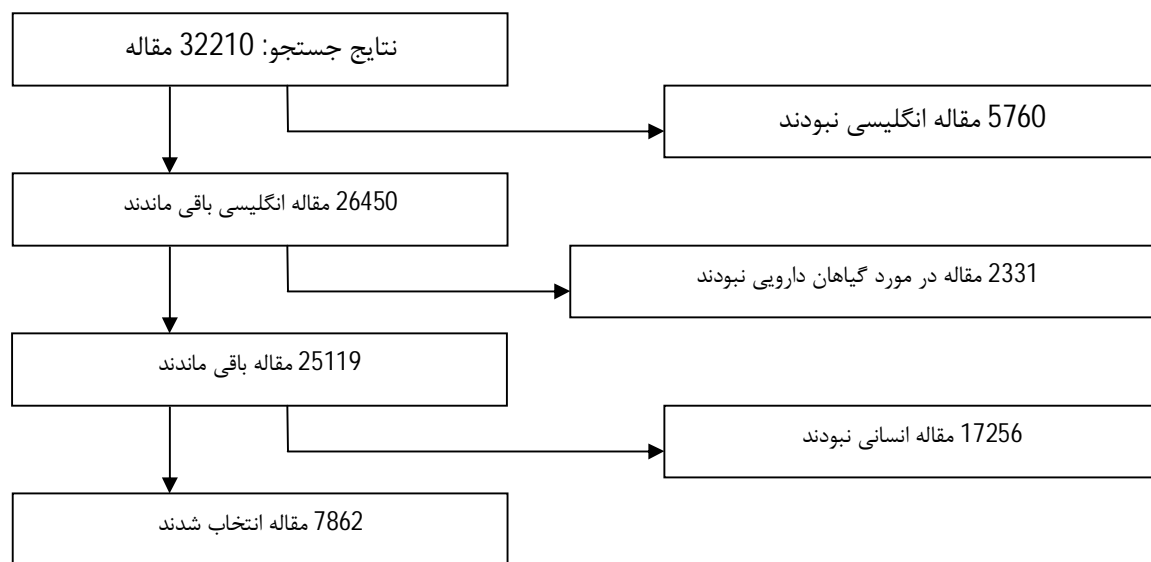 نتایج جستجو: 32210 مقاله
5760 مقاله انگلیسی نبودند
26450 مقاله انگلیسی باقی ماندند
2331 مقاله در مورد گیاهان دارویی نبودند
25119 مقاله باقی ماندند
17256 مقاله انسانی نبودند
7862 مقاله انتخاب شدند